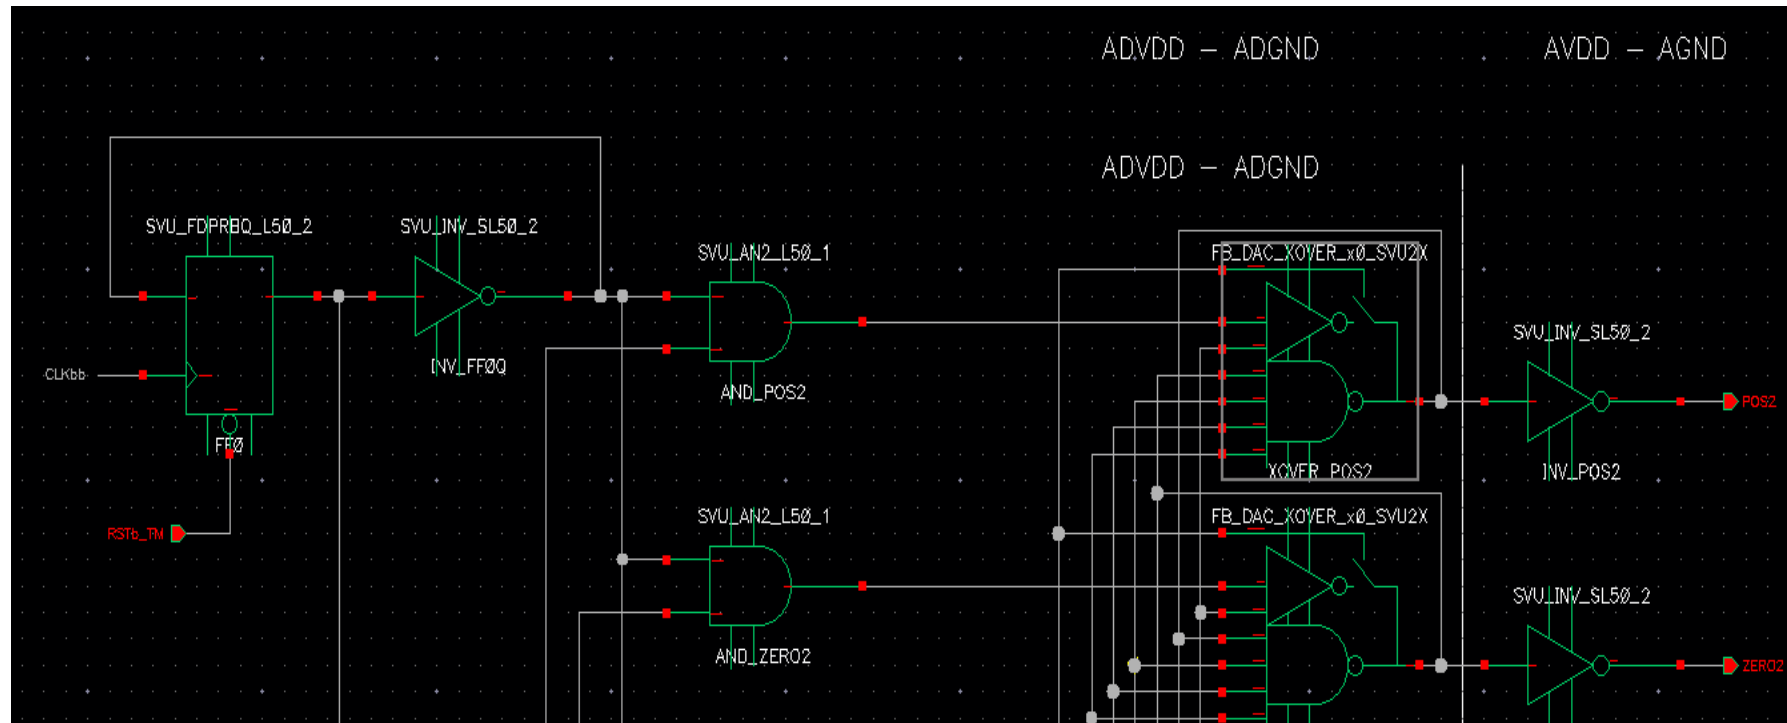 ADVDD - ADGND
AVDD - AGND
ADVDD - ADGND
SVU_FDPRBQ_L50_2
SVU_INV_SL50_2
SVU_AN2_L50_1
FB_DAC_XOVER_x0_SVU2X
SVU_INV_SL50_2
CLKbb
INV_FF0Q
AND_POS2
POS2
FF0
XOVER_POS2
INV_POS2
RSTb_TM
SVU_AN2_L50_1
FB_DAC_XOVER_x0_SVU2X
SVU_INV_SL50_2
AND_ZERO2
ZERO2